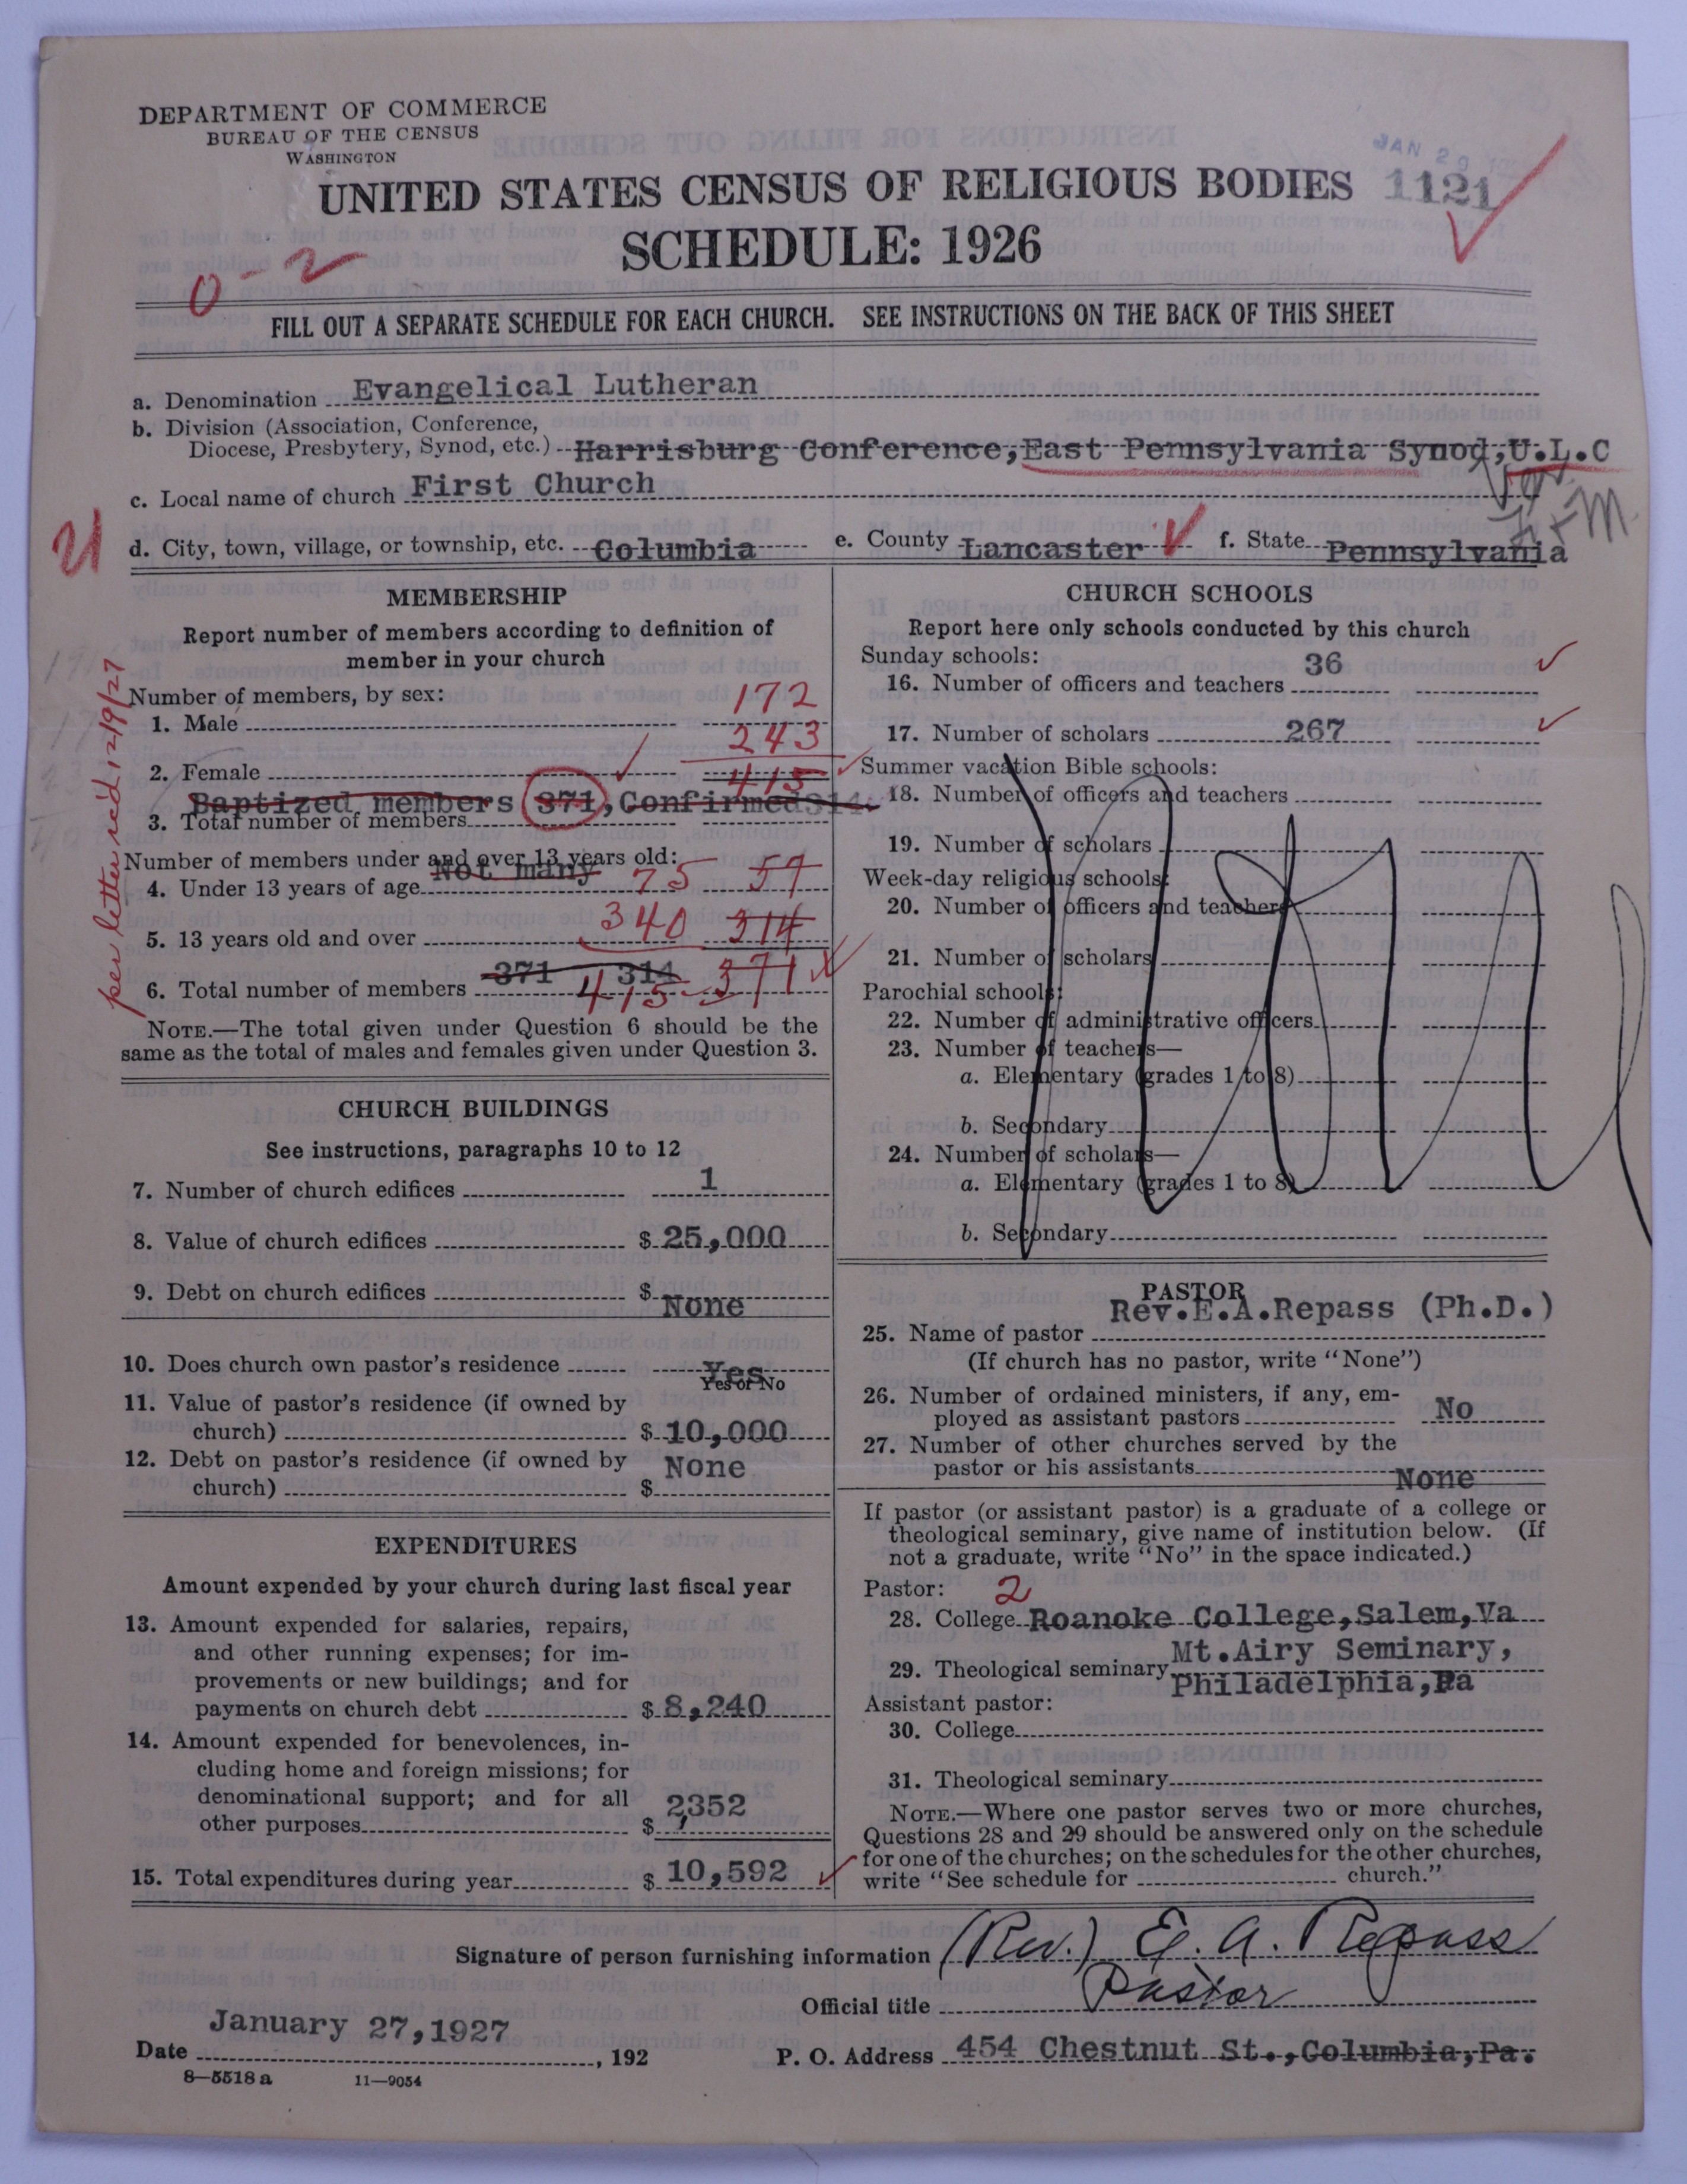 DEPARTMENT OF COMMERCE
BUREAU OF THE CENSUS
WASHINGTON
JAN 29
UNITED STATES CENSUS OF RELIGIOUS BODIES 1121
SCHEDULE: 1926
0-2
FILL OUT A SEPARATE SCHEDULE FOR EACH CHURCH. SEE INSTRUCTIONS ON THE BACK OF THIS SHEET
a. Denomination Evangelical Lutheran
b. Division (Association, Conference,
Diocese, Presbytery, Synod, etc.) Harrisburg Conference, East Pennsylvania Synod, U.L.C
c. Local name of church First Church
d. City, town, village, or township, etc. Columbia e. County Lancaster f. State Pennsylvania
MEMBERSHIP
Report number of members according to definition of
member in your church
Number of members, by sex:
1. Male 172
243
2. Female 415
Baptized members 371, Confirmed 314
3. Total number of members
Number of members under and over 13 years old:
Not many
4. Under 13 years of age 75 57
5. 13 years old and over 340 314
371 314
6. Total number of members 415 371
per letter rec'd 12/9/27
NOTE.—The total given under Question 6 should be the
same as the total of males and females given under Question 3.
CHURCH BUILDINGS
See instructions, paragraphs 10 to 12
7. Number of church edifices 1
8. Value of church edifices $ 25,000
9. Debt on church edifices $ None
10. Does church own pastor's residence Yes
Yes or No
11. Value of pastor's residence (if owned by
church) $ 10,000
12. Debt on pastor's residence (if owned by
church) $ None
EXPENDITURES
Amount expended by your church during last fiscal year
13. Amount expended for salaries, repairs,
and other running expenses; for im-
provements or new buildings; and for
payments on church debt $ 8,240
14. Amount expended for benevolences, in-
cluding home and foreign missions; for
denominational support; and for all
other purposes $ 2352
15. Total expenditures during year $ 10,592
CHURCH SCHOOLS
Report here only schools conducted by this church
Sunday schools:
16. Number of officers and teachers 36
17. Number of scholars 267
Summer vacation Bible schools:
18. Number of officers and teachers
19. Number of scholars
Week-day religious schools:
20. Number of officers and teachers
21. Number of scholars
Parochial schools:
22. Number of administrative officers
23. Number of teachers—
a. Elementary (grades 1 to 8)
b. Secondary
24. Number of scholars—
a. Elementary (grades 1 to 8)
b. Secondary
PASTOR
Rev.E.A.Repass (Ph.D.)
25. Name of pastor
(If church has no pastor, write "None")
26. Number of ordained ministers, if any, em-
ployed as assistant pastors No
27. Number of other churches served by the
pastor or his assistants None
If pastor (or assistant pastor) is a graduate of a college or
theological seminary, give name of institution below. (If
not a graduate, write "No" in the space indicated.)
Pastor: 2
28. College Roanoke College, Salem, Va
Mt.Airy Seminary,
29. Theological seminary Philadelphia, Pa
Assistant pastor:
30. College
31. Theological seminary
NOTE.—Where one pastor serves two or more churches,
Questions 28 and 29 should be answered only on the schedule
for one of the churches; on the schedules for the other churches,
write "See schedule for church."
Signature of person furnishing information (Rev.) E. A. Repass
Official title Pastor
January 27, 1927
Date , 192
P. O. Address 454 Chestnut St., Columbia, Pa.
8—5518 a 11—9054